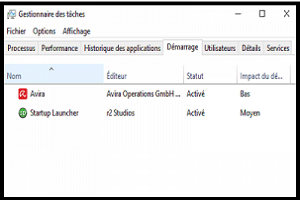 Gestionnaire des tâches
Fichier Options Affichage
Processus Performance Historique des applications Démarrage Utilisateurs Détails Services
Nom Éditeur Statut Impact du dé...
Avira Avira Operations GmbH ... Activé Bas
Startup Launcher r2 Studios Activé Moyen